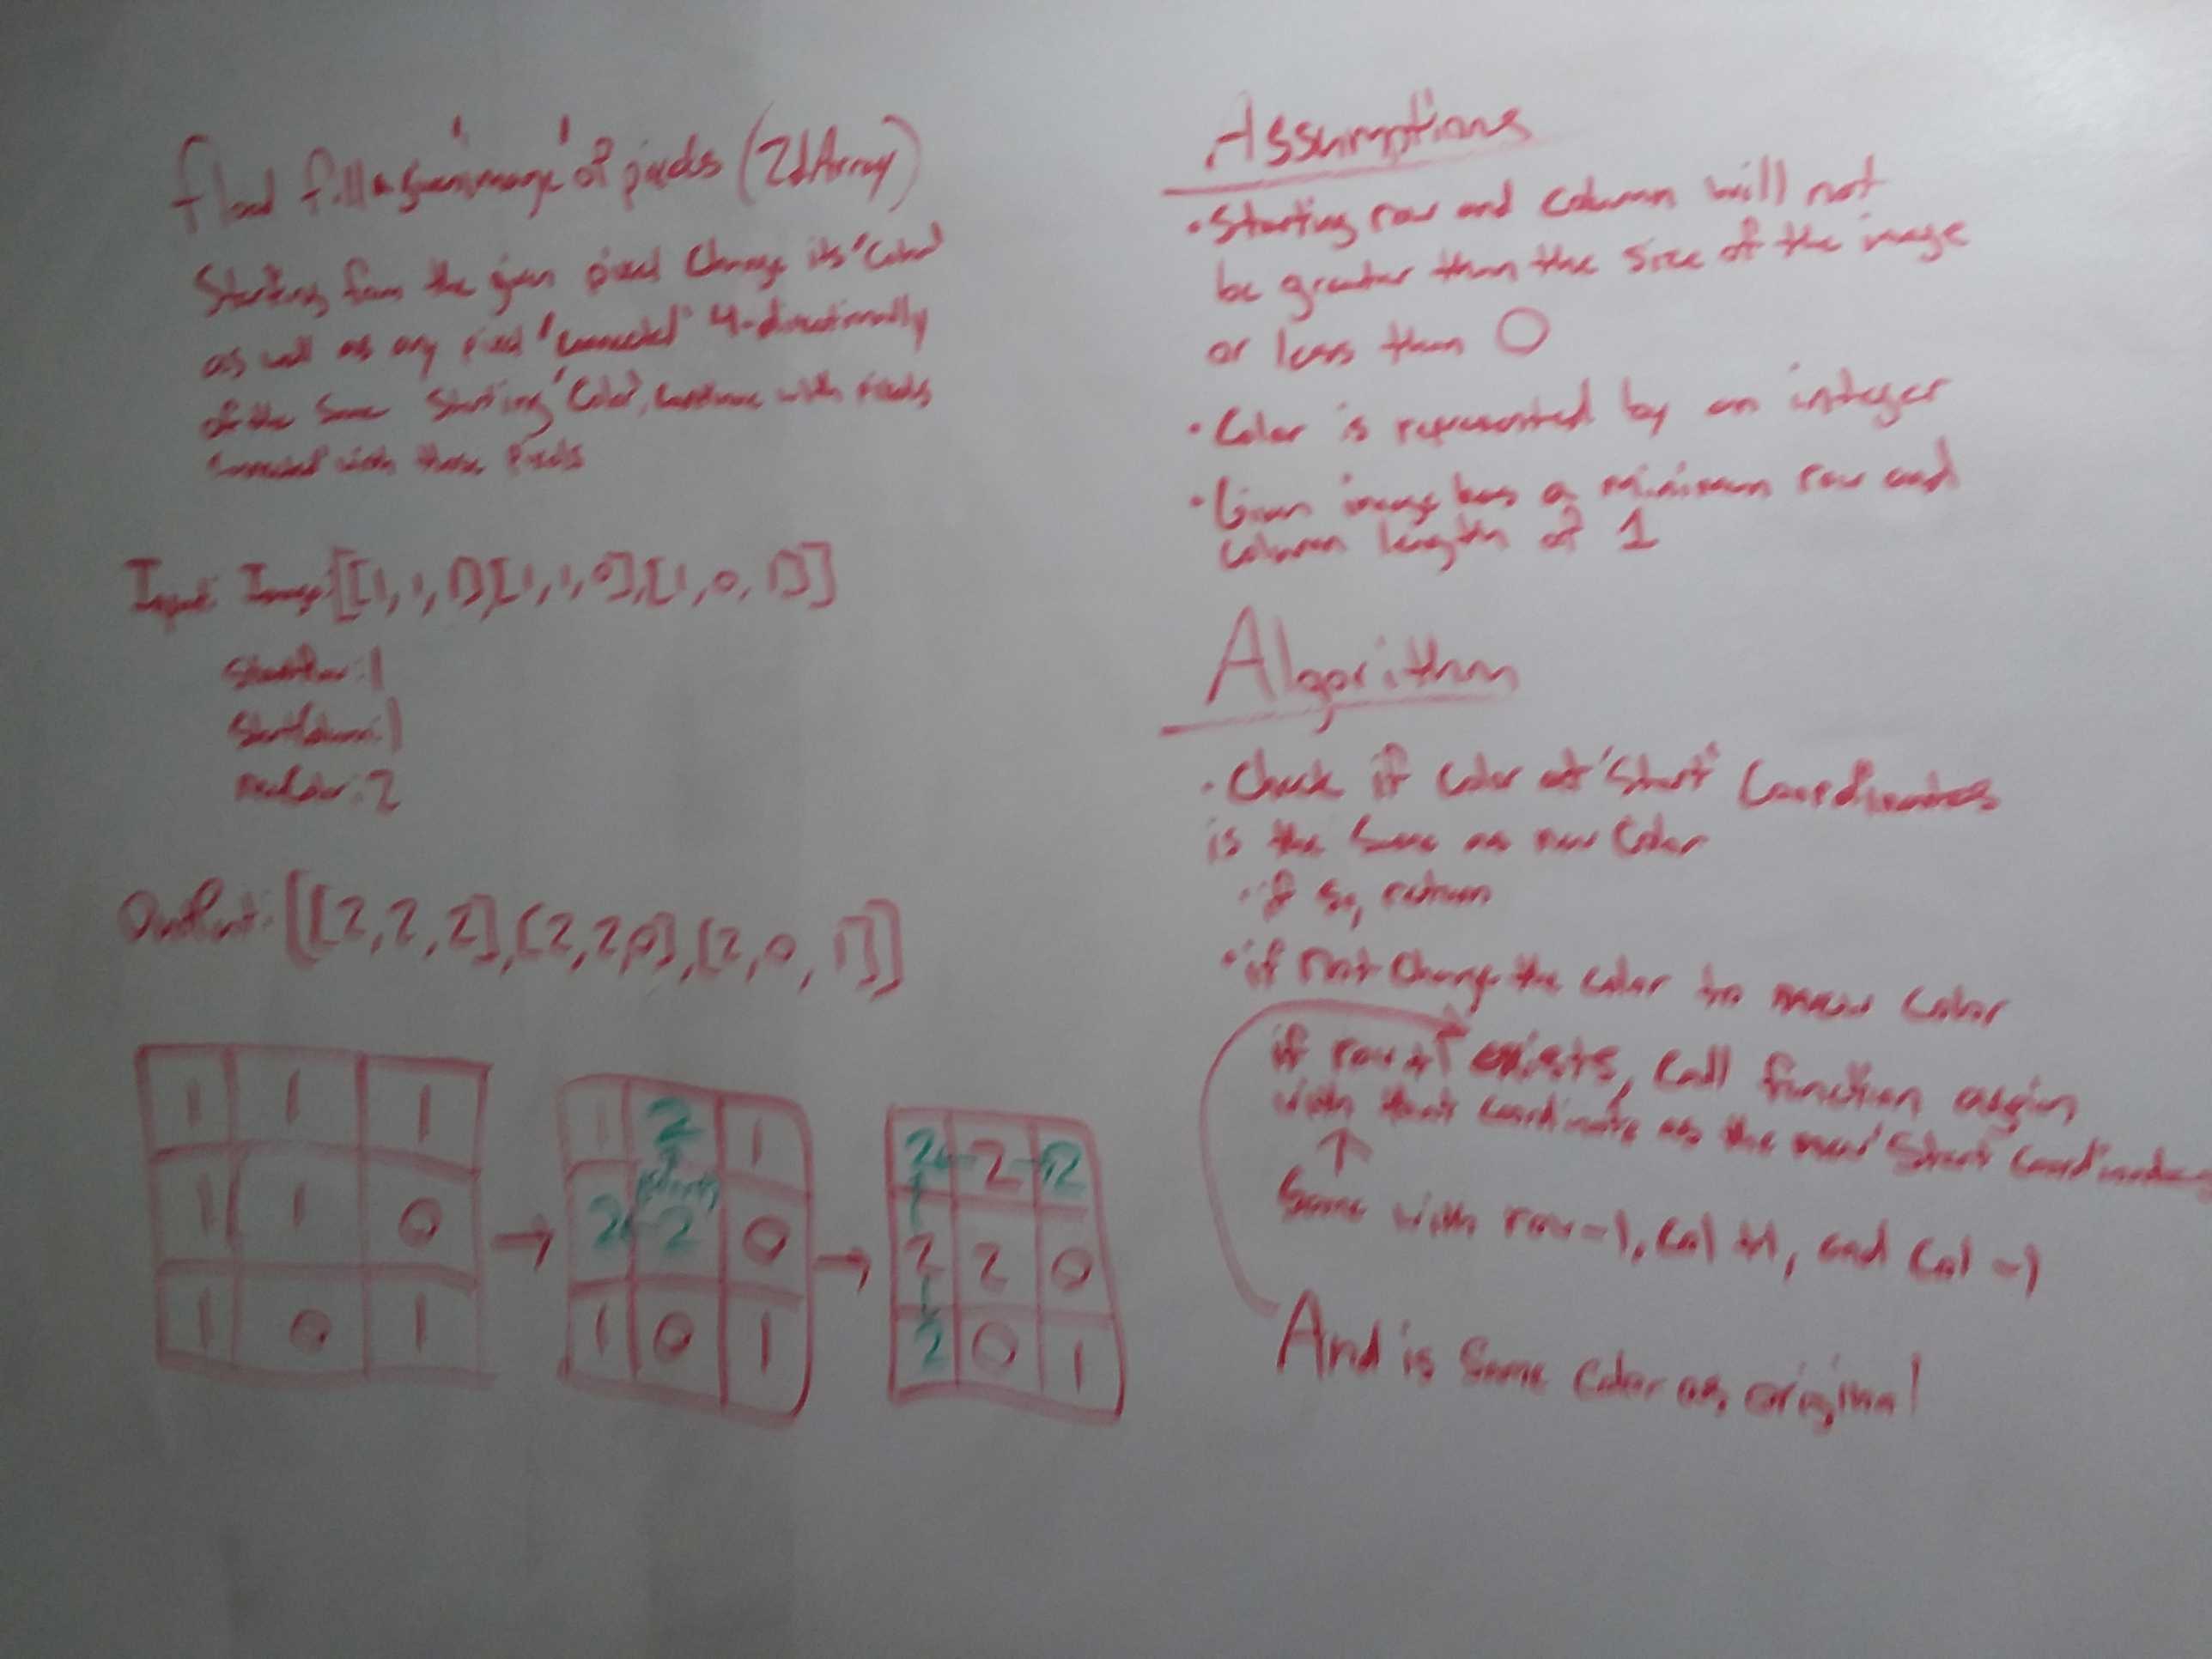 Flood fill a given 'image' of pixels (2dArray)
Starting from the given pixel Change its 'Color'
as well as any pixel 'connected' 4-directionally
of the Same Starting 'Color', continue with pixels
Connected with those Pixels
Input: Image: [[1,1,1],[1,1,0],[1,0,1]]
StartRow: 1
StartColumn: 1
newColor: 2
Output: [[2,2,2],[2,2,0],[2,0,1]]
1 1 1
1 1 0
1 0 1
1 2 1
2 2 0
1 0 1
2 2 2
2 2 0
2 0 1
Assumptions
• Starting row and column will not
be greater than the size of the image
or less than 0
• Color is represented by an integer
• Given image has a minimum row and
column length of 1
Algorithm
• Check if color at 'Start' Coordinates
is the Same as new Color
• if so, return
• if not Change the color to new Color
if row +1 exists, Call function again,
with that coordinate as the new 'Start' Coordinates
Same with row -1, Col +1, and Col -1
And is Same Color as original